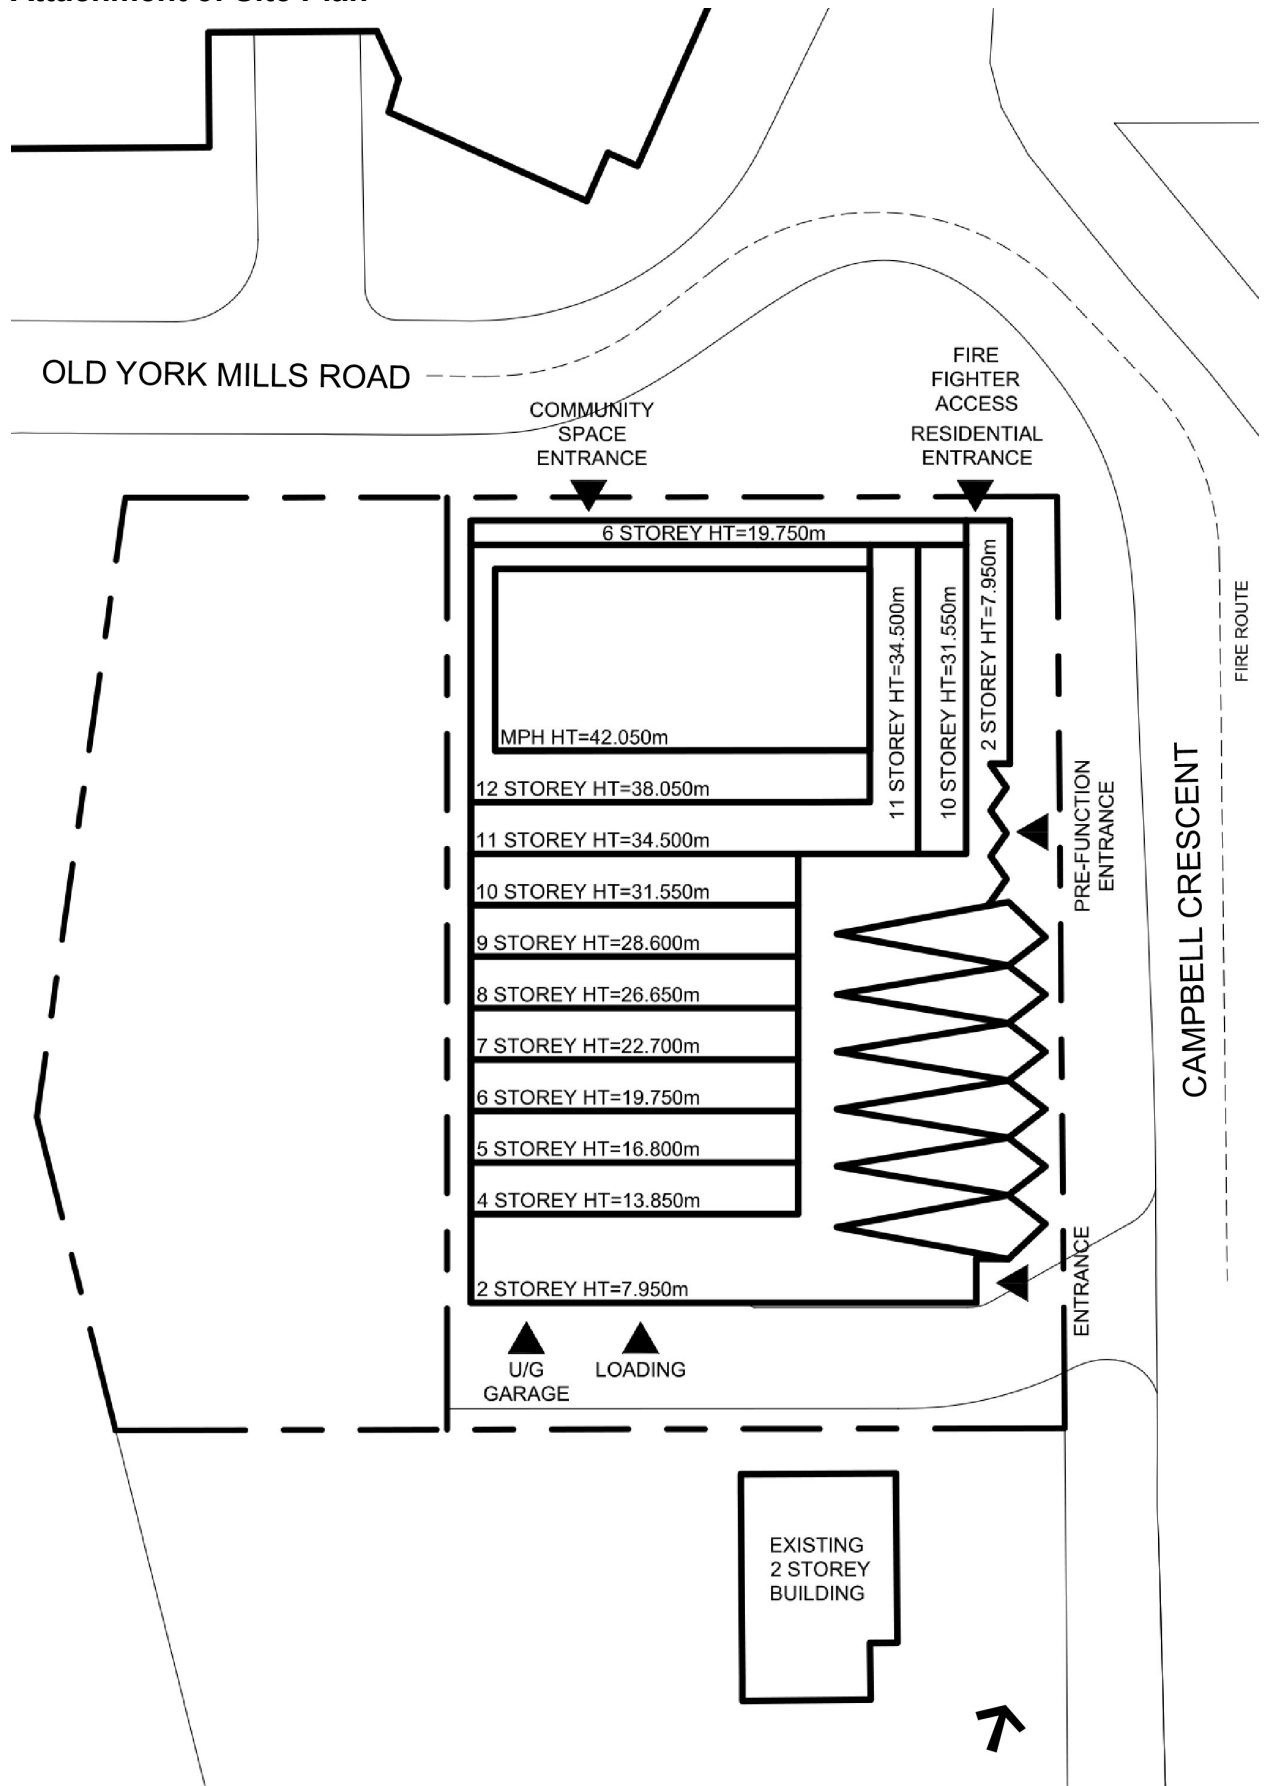 OLD YORK MILLS ROAD
FIRE
FIGHTER
ACCESS
COMMUNITY
SPACE
ENTRANCE
RESIDENTIAL
ENTRANCE
6 STOREY HT=19.750m
2 STOREY HT=7.950m
11 STOREY HT=34.500m
10 STOREY HT=31.550m
FIRE ROUTE
MPH HT=42.050m
12 STOREY HT=38.050m
11 STOREY HT=34.500m
PRE-FUNCTION
ENTRANCE
CAMPBELL CRESCENT
10 STOREY HT=31.550m
9 STOREY HT=28.600m
8 STOREY HT=26.650m
7 STOREY HT=22.700m
6 STOREY HT=19.750m
5 STOREY HT=16.800m
4 STOREY HT=13.850m
2 STOREY HT=7.950m
ENTRANCE
U/G
GARAGE
LOADING
EXISTING
2 STOREY
BUILDING